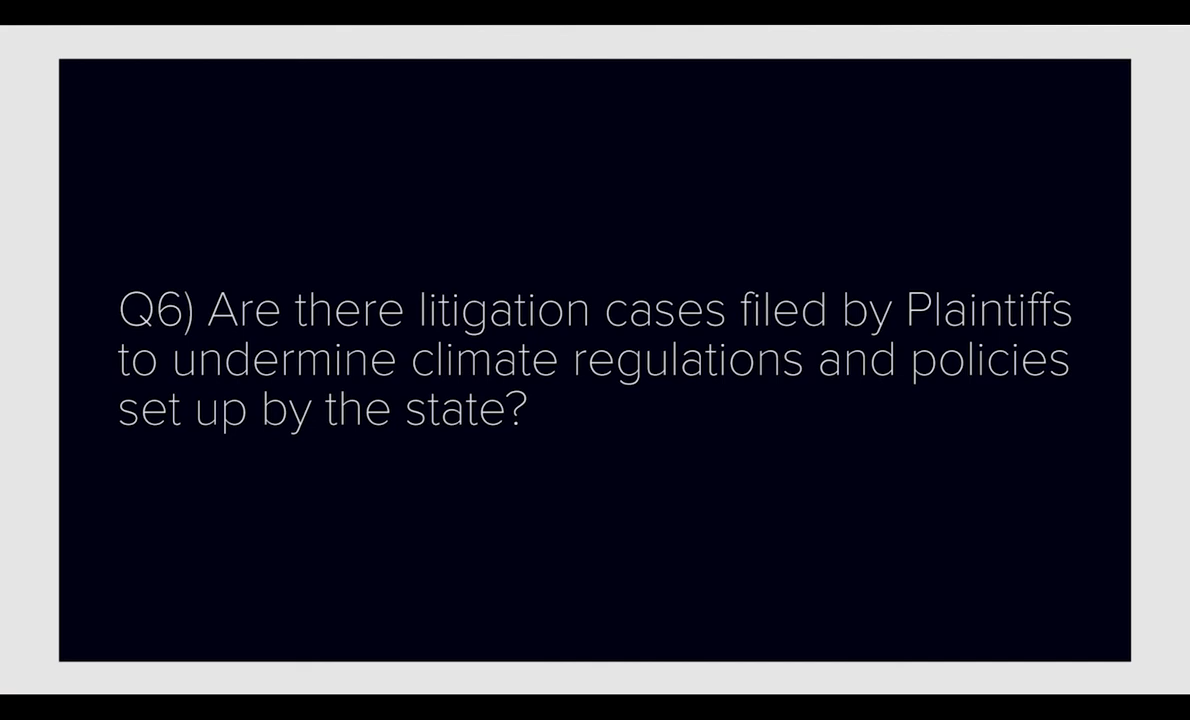 Q6) Are there litigation cases filed by Plaintiffs
to undermine climate regulations and policies
set up by the state?